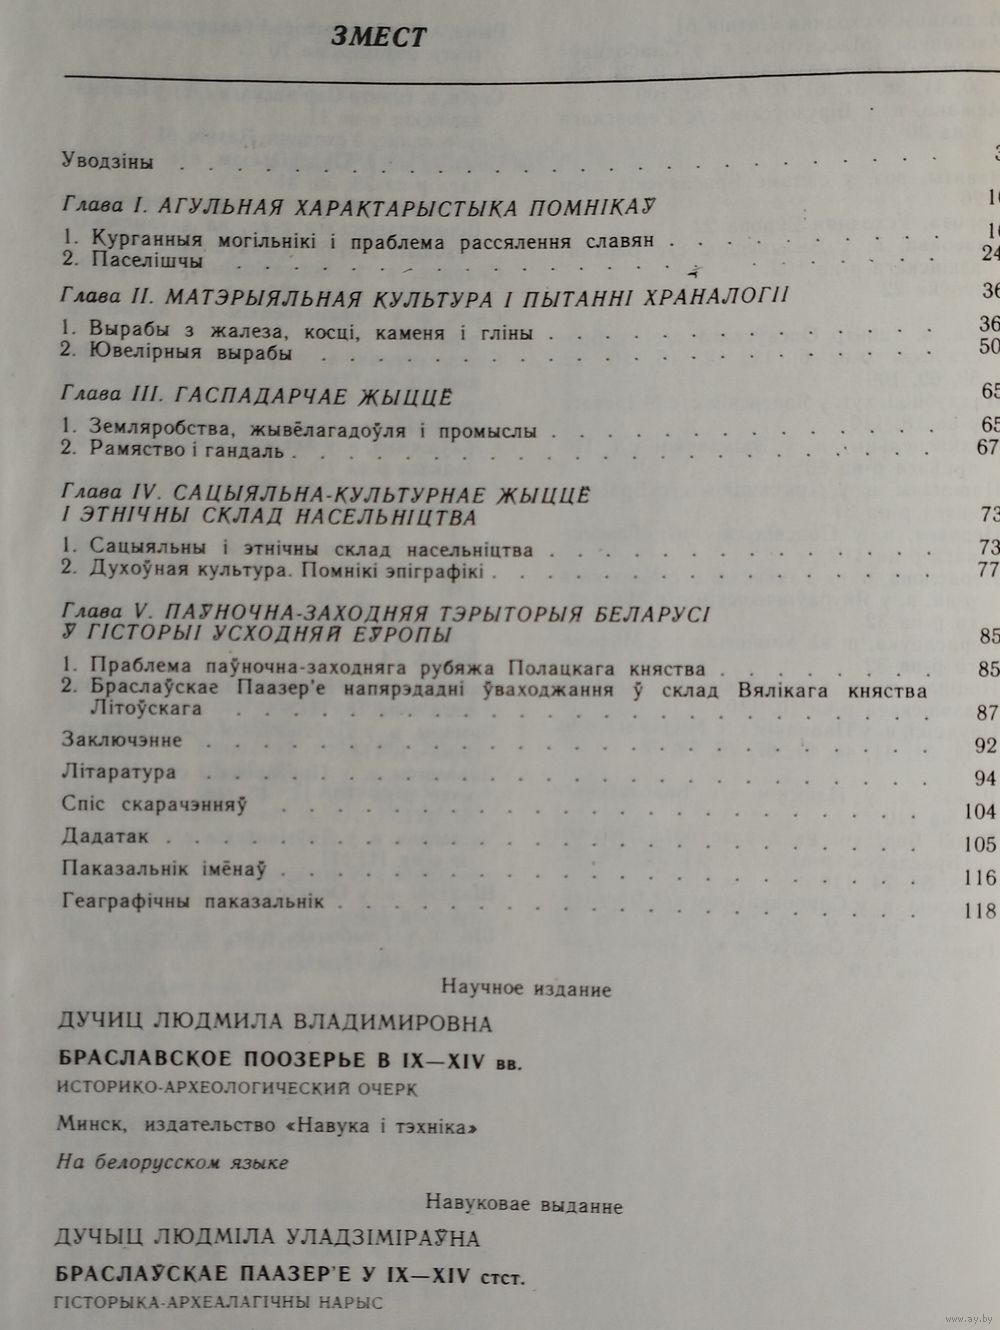 ЗМЕСТ
Уводзіны . . . . . . . . . . . . . . . . . . . . 3
Глава I. АГУЛЬНАЯ ХАРАКТАРЫСТЫКА ПОМНІКАЎ
1. Курганныя могільнікі і праблема рассялення славян . . . . . . . .
2. Паселішчы . . . . . . . . . . . . . . . . 24
Глава II. МАТЭРЫЯЛЬНАЯ КУЛЬТУРА І ПЫТАННІ ХРАНАЛОГІІ 36
1. Вырабы з жалеза, косці, каменя і гліны . . . . . . . . . . . 36
2. Ювелірныя вырабы . . . . . . . . . . . . . . . . . 50
Глава III. ГАСПАДАРЧАЕ ЖЫЦЦЁ 65
1. Земляробства, жывёлагадоўля і промыслы . . . . . . . . . . . 65
2. Рамяство і гандаль . . . . . . . . . . . . . . . . . . 67
Глава IV. САЦЫЯЛЬНА-КУЛЬТУРНАЕ ЖЫЦЦЁ
І ЭТНІЧНЫ СКЛАД НАСЕЛЬНІЦТВА 73
1. Сацыяльны і этнічны склад насельніцтва . . . . . . . . . . . 73
2. Духоўная культура. Помнікі эпіграфікі . . . . . . . . . . . . . 77
Глава V. ПАЎНОЧНА-ЗАХОДНЯЯ ТЭРЫТОРЫЯ БЕЛАРУСІ
Ў ГІСТОРЫІ УСХОДНЯЙ ЕЎРОПЫ 85
1. Праблема паўночна-заходняга рубяжа Полацкага княства . . . . . . . 85
2. Браслаўскае Паазер'е напярэдадні ўваходжання ў склад Вялікага княства
Літоўскага . . . . . . . . . . . . . . . . . . . 87
Заключэнне . . . . . . . . . . . . . . . . . . . . 92
Літаратура . . . . . . . . . . . . . . . . . . . . 94
Спіс скарачэнняў . . . . . . . . . . . . . . . . . 104
Дадатак . . . . . . . . . . . . . . . . . . . . . 105
Паказальнік імёнаў . . . . . . . . . . . . . . . . . 116
Геаграфічны паказальнік . . . . . . . . . . . . . . . 118
Научное издание
ДУЧИЦ ЛЮДМИЛА ВЛАДИМИРОВНА
БРАСЛАВСКОЕ ПООЗЕРЬЕ В IX—XIV вв.
ИСТОРИКО-АРХЕОЛОГИЧЕСКИЙ ОЧЕРК
Минск, издательство «Навука і тэхніка»
На белорусском языке
Навуковае выданне
ДУЧЫЦ ЛЮДМІЛА УЛАДЗІМІРАЎНА
БРАСЛАЎСКАЕ ПААЗЕР'Е У IX—XIV стст.
ГІСТОРЫКА-АРХЕАЛАГІЧНЫ НАРЫС
www.ay.by